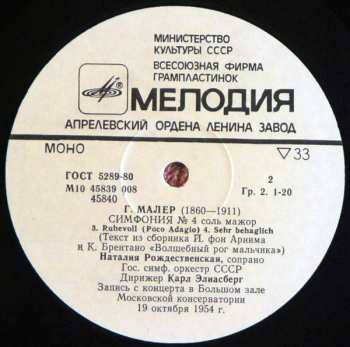 МИНИСТЕРСТВО
КУЛЬТУРЫ СССР
ВСЕСОЮЗНАЯ ФИРМА
ГРАМПЛАСТИНОК
МЕЛОДИЯ
АПРЕЛЕВСКИЙ ОРДЕНА ЛЕНИНА ЗАВОД
МОНО ▽33
ГОСТ 5289-80 2
М10 45839 008 Гр. 2. 1-20
45840
Г. МАЛЕР (1860—1911)
СИМФОНИЯ № 4 соль мажор
3. Ruhevoll (Poco Adagio) 4. Sehr behaglich
(Текст из сборника Й. фон Арнима
и К. Брентано «Волшебный рог мальчика»)
Наталия Рождественская, сопрано
Гос. симф. оркестр СССР
Дирижер Карл Элиасберг
Запись с концерта в Большом зале
Московской консерватории
19 октября 1954 г.